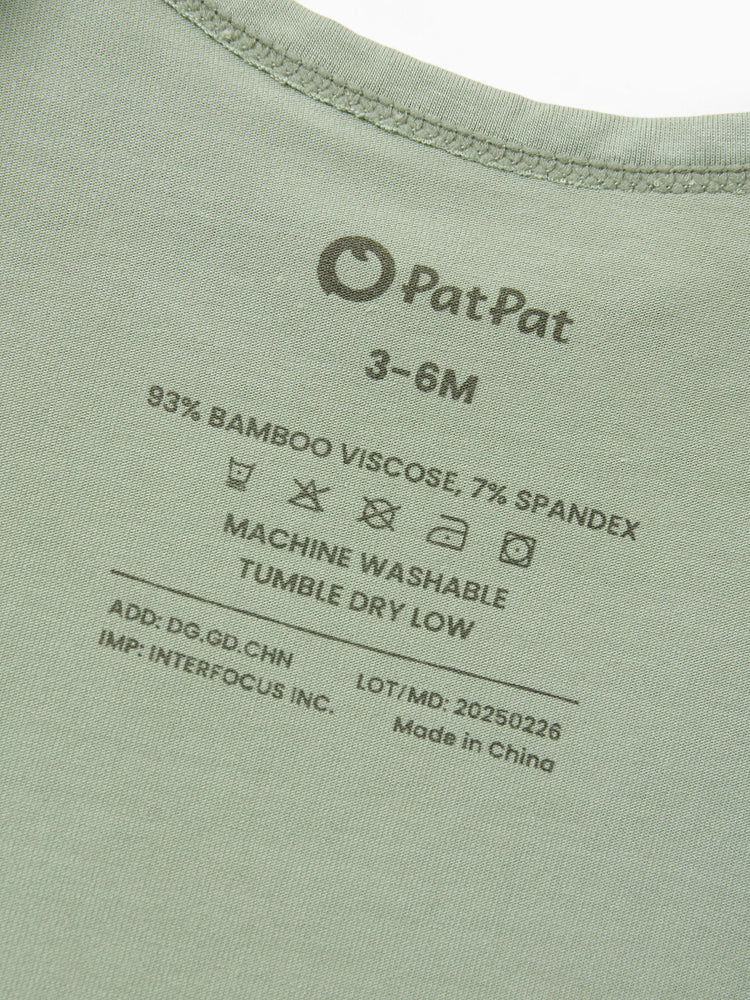 PatPat
3-6M
93% BAMBOO VISCOSE, 7% SPANDEX
MACHINE WASHABLE
TUMBLE DRY LOW
ADD: DG.GD.CHN
IMP: INTERFOCUS INC.
LOT/MD: 20250226
Made in China